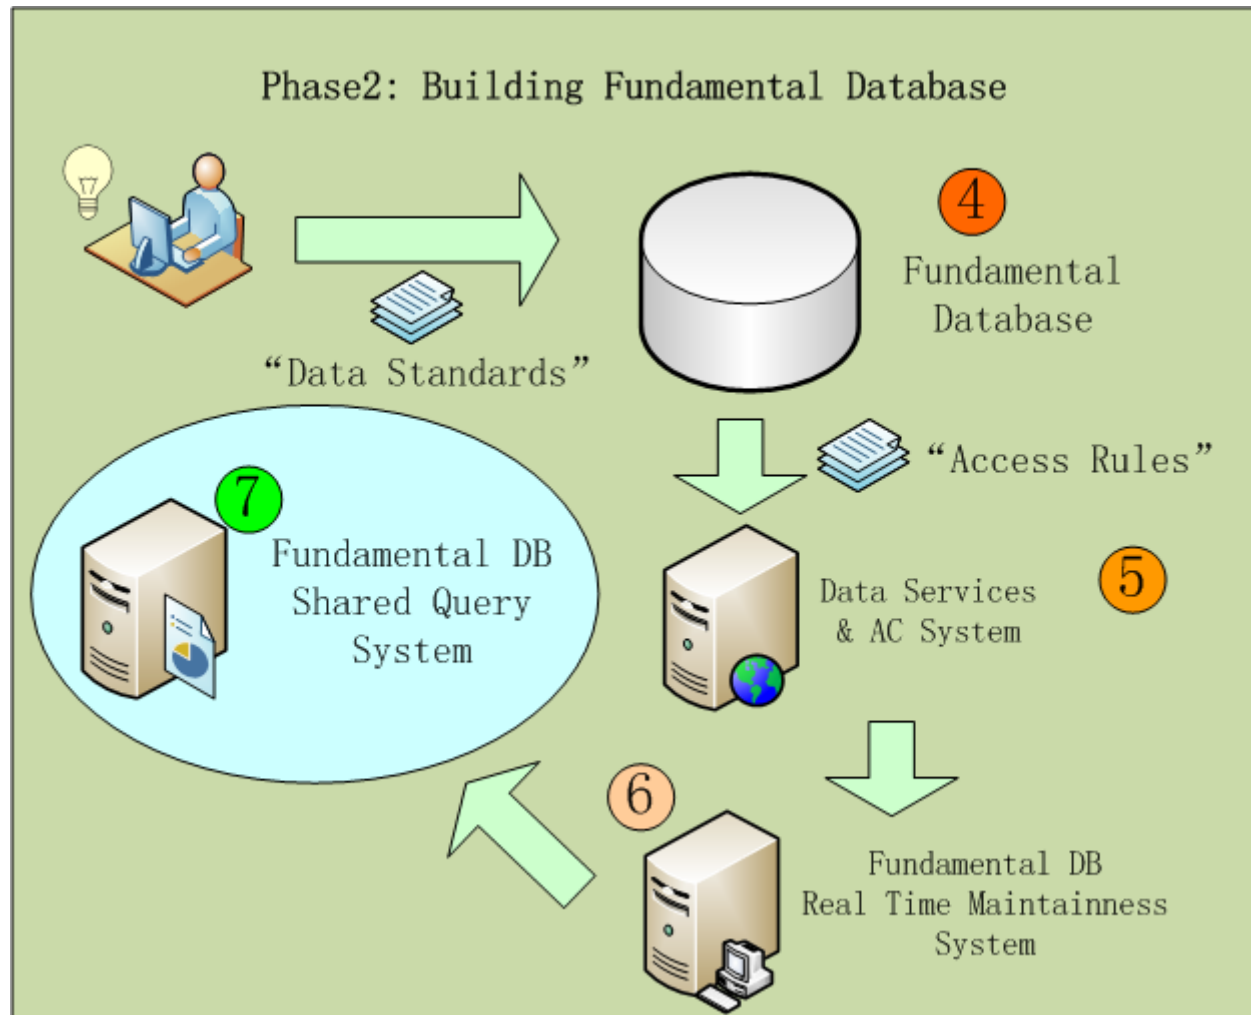 Phase2: Building Fundamental Database
4
Fundamental
Database
“Data Standards”
“Access Rules”
7
Fundamental DB
Shared Query
System
Data Services
& AC System
5
6
Fundamental DB
Real Time Maintainness
System